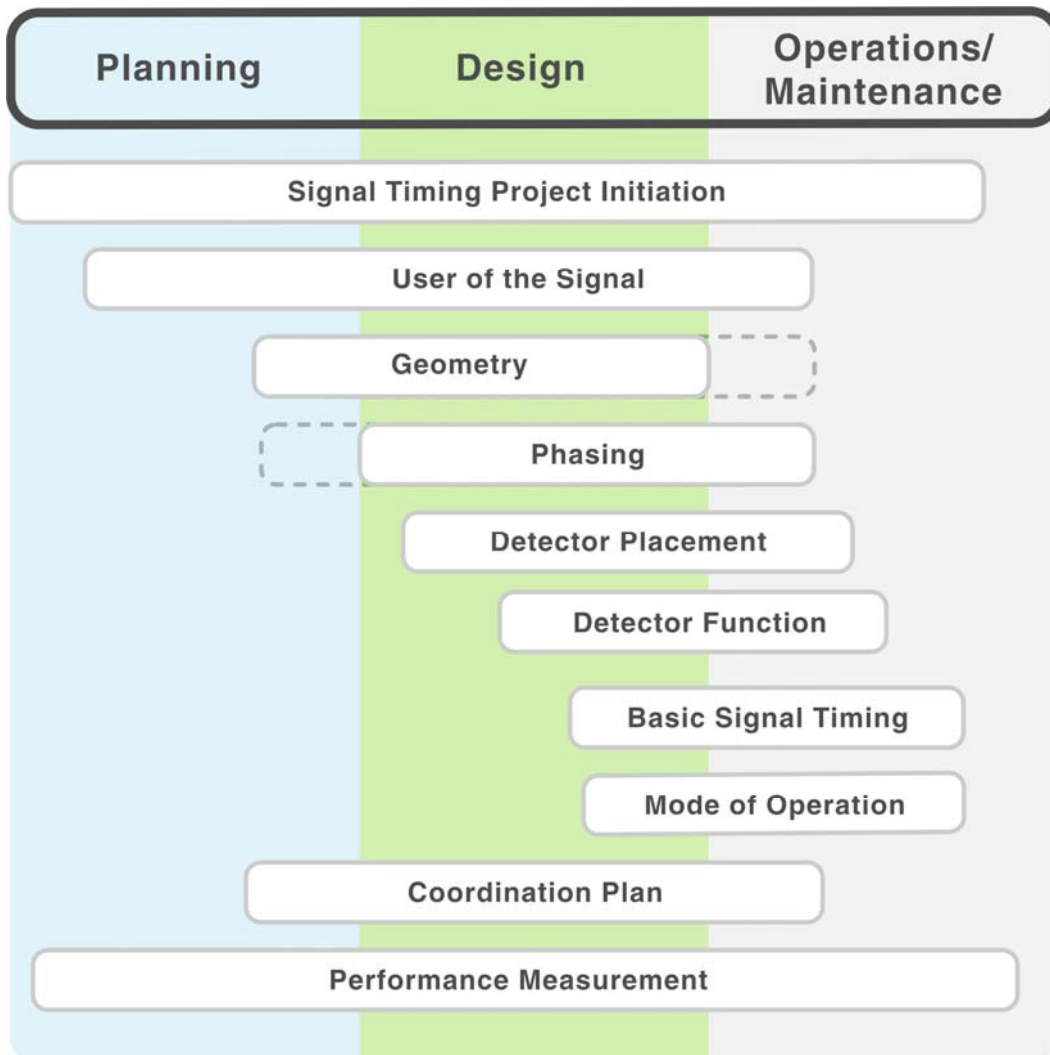 Planning
Design
Operations/
Maintenance
Signal Timing Project Initiation
User of the Signal
Geometry
Phasing
Detector Placement
Detector Function
Basic Signal Timing
Mode of Operation
Coordination Plan
Performance Measurement